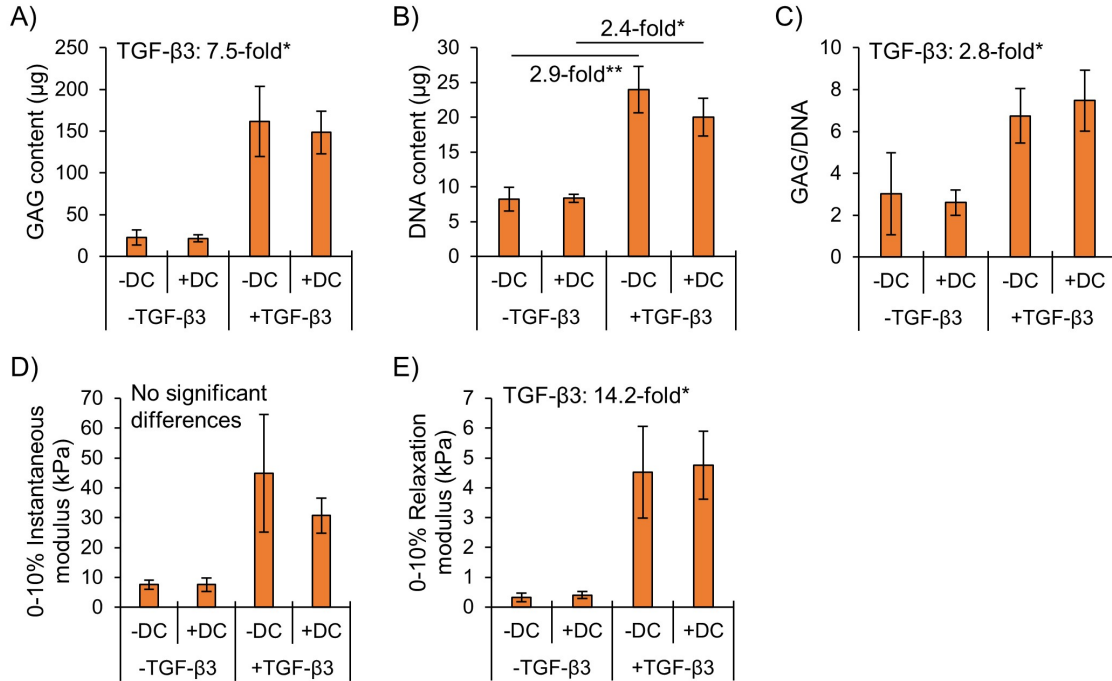 A)
TGF-β3: 7.5-fold*
GAG content (µg)
250
200
150
100
50
0
-DC +DC -DC +DC
-TGF-β3 +TGF-β3
B)
2.4-fold*
2.9-fold**
DNA content (µg)
30
25
20
15
10
5
0
-DC +DC -DC +DC
-TGF-β3 +TGF-β3
C)
TGF-β3: 2.8-fold*
GAG/DNA
10
8
6
4
2
0
-DC +DC -DC +DC
-TGF-β3 +TGF-β3
D)
No significant
differences
0-10% Instantaneous
modulus (kPa)
70
60
50
40
30
20
10
0
-DC +DC -DC +DC
-TGF-β3 +TGF-β3
E)
TGF-β3: 14.2-fold*
0-10% Relaxation
modulus (kPa)
7
6
5
4
3
2
1
0
-DC +DC -DC +DC
-TGF-β3 +TGF-β3